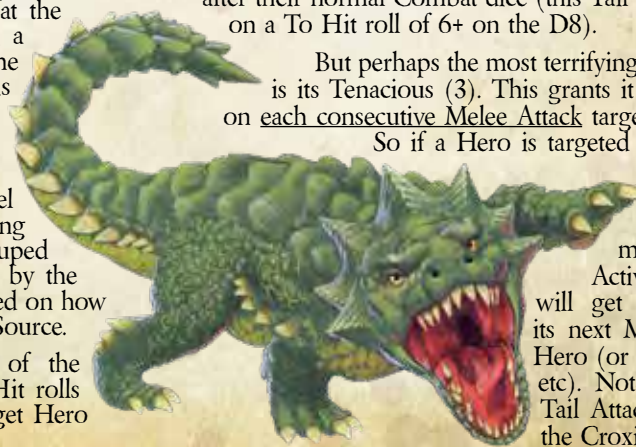 at the
a
el
ng
uped
by the
ed on how
Source.
of the
Hit rolls
get Hero
after their normal Combat dice (this Tail
on a To Hit roll of 6+ on the D8).
But perhaps the most terrifying
is its Tenacious (3). This grants it
on each consecutive Melee Attack targe
So if a Hero is targeted
m
Activ
will get
its next M
Hero (or
etc). Not
Tail Attac
the Croxi